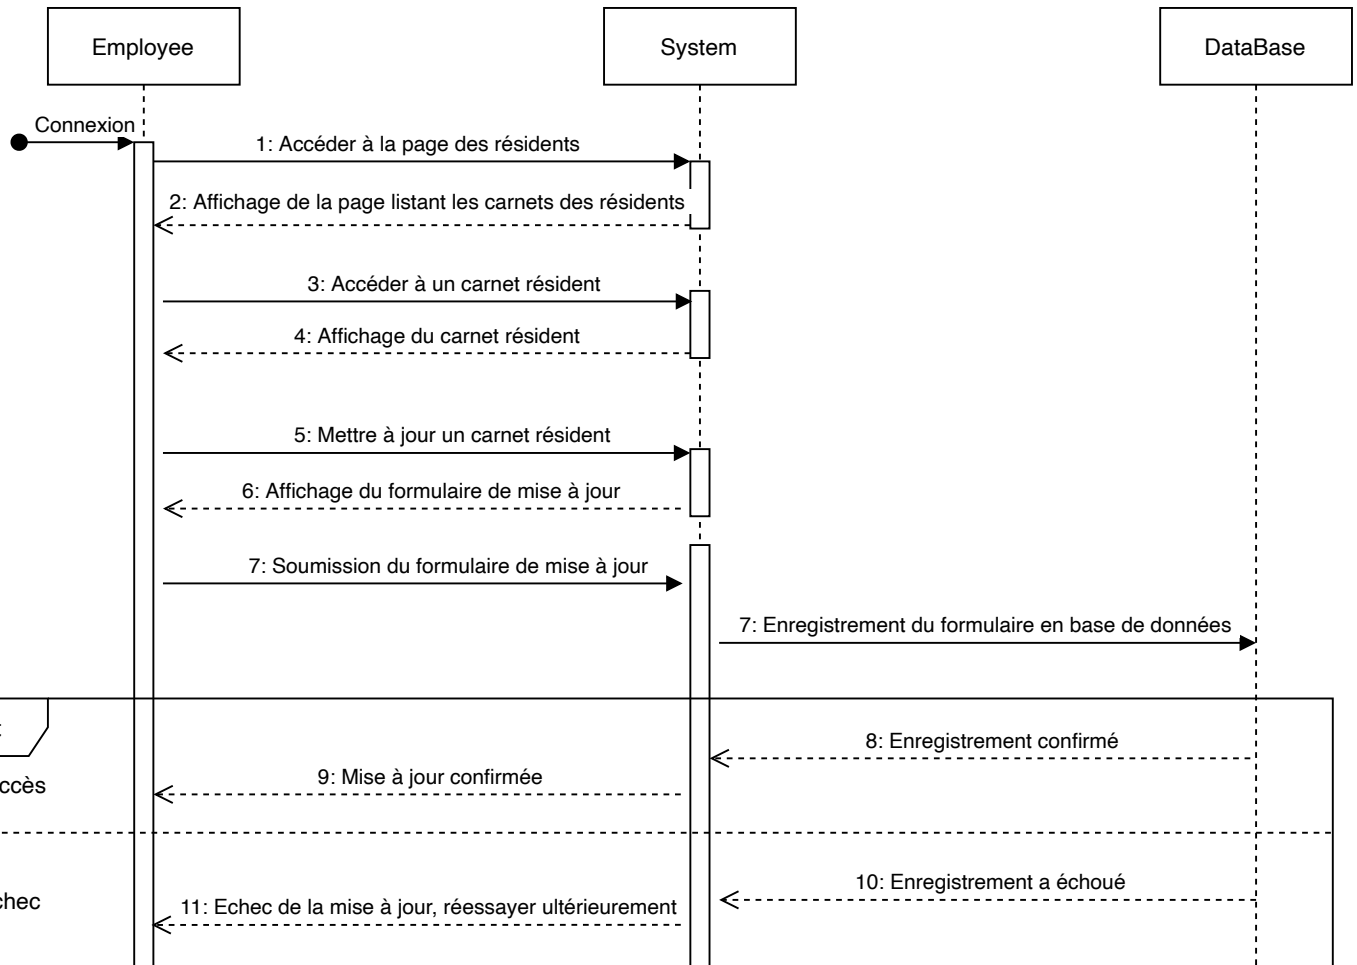 Employee
System
DataBase
Connexion
1: Accéder à la page des résidents
2: Affichage de la page listant les carnets des résidents
3: Accéder à un carnet résident
4: Affichage du carnet résident
5: Mettre à jour un carnet résident
6: Affichage du formulaire de mise à jour
7: Soumission du formulaire de mise à jour
7: Enregistrement du formulaire en base de données
8: Enregistrement confirmé
9: Mise à jour confirmée
ccès
10: Enregistrement a échoué
chec
11: Echec de la mise à jour, réessayer ultérieurement